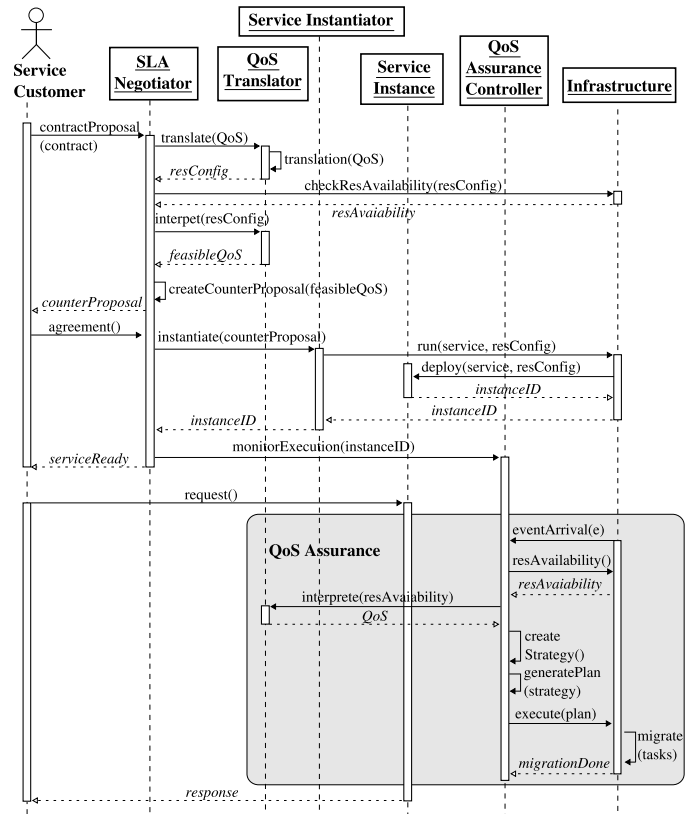 Service Instantiator
Service
Customer
SLA
Negotiator
QoS
Translator
Service
Instance
QoS
Assurance
Controller
Infrastructure
contractProposal
(contract)
translate(QoS)
translation(QoS)
resConfig
checkResAvailability(resConfig)
resAvaiability
interpet(resConfig)
feasibleQoS
createCounterProposal(feasibleQoS)
counterProposal
agreement()
instantiate(counterProposal)
run(service, resConfig)
deploy(service, resConfig)
instanceID
instanceID
instanceID
monitorExecution(instanceID)
serviceReady
request()
eventArrival(e)
QoS Assurance
resAvailability()
resAvaiability
interprete(resAvaiability)
QoS
create
Strategy()
generatePlan
(strategy)
execute(plan)
migrate
(tasks)
migrationDone
response